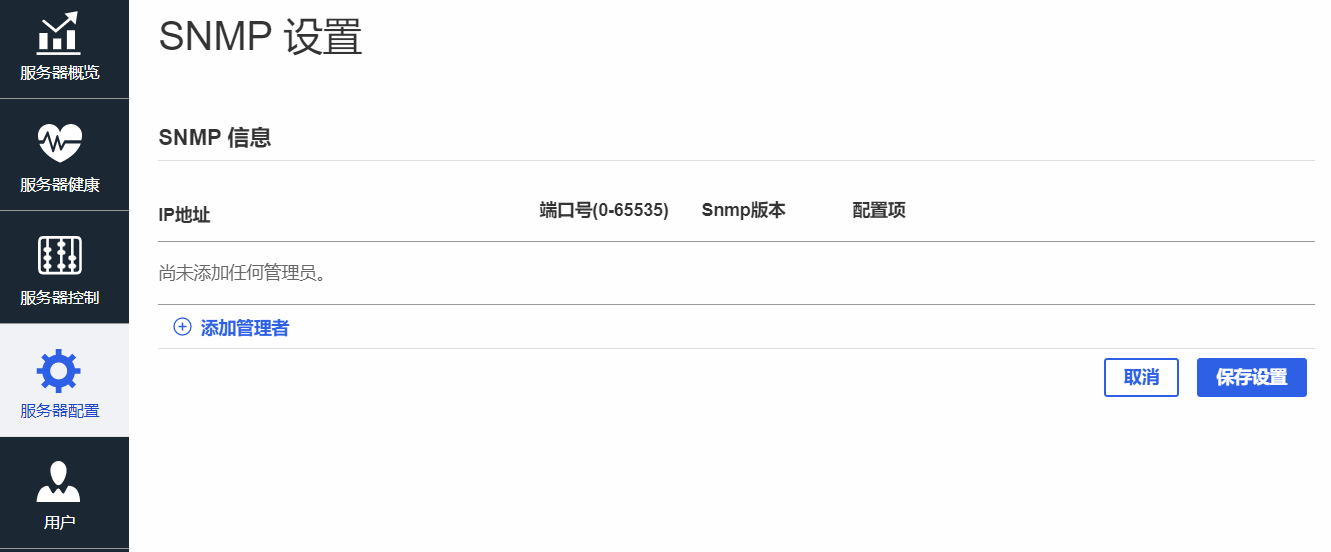 SNMP 设置
服务器概览
服务器健康
服务器控制
服务器配置
用户
SNMP 信息
IP地址 端口号(0-65535) Snmp版本 配置项
尚未添加任何管理员。
添加管理者
取消 保存设置